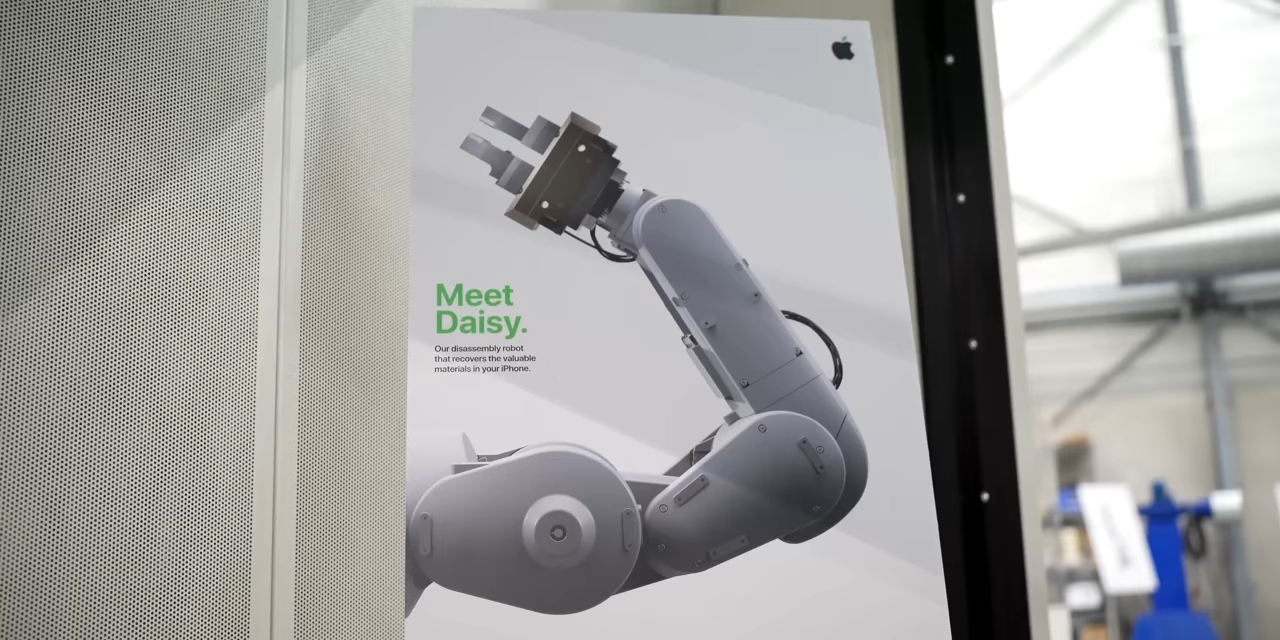 Meet
Daisy.
Our disassembly robot
that recovers the valuable
materials in your iPhone.